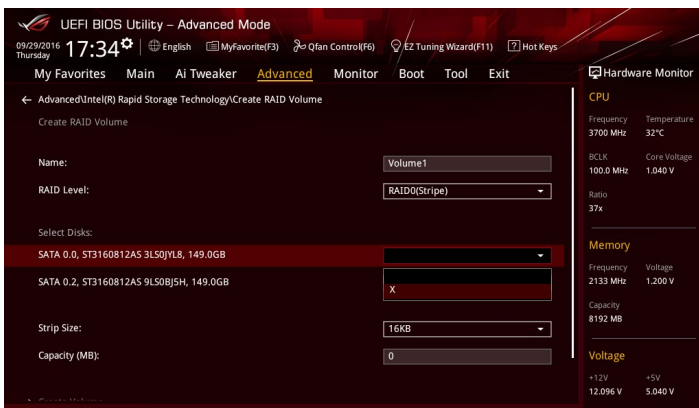 UEFI BIOS Utility – Advanced Mode
09/29/2016 Thursday 17:34 English MyFavorite(F3) Qfan Control(F6) EZ Tuning Wizard(F11) ? Hot Keys
My Favorites Main Ai Tweaker Advanced Monitor Boot Tool Exit
← Advanced\Intel(R) Rapid Storage Technology\Create RAID Volume
Create RAID Volume
Name: Volume1
RAID Level: RAID0(Stripe)
Select Disks:
SATA 0.0, ST3160812AS 3LS0JYL8, 149.0GB
X
SATA 0.2, ST3160812AS 9LS0BJ5H, 149.0GB
Strip Size: 16KB
Capacity (MB): 0
Create Volume
Hardware Monitor
CPU
Frequency Temperature
3700 MHz 32°C
BCLK Core Voltage
100.0 MHz 1.040 V
Ratio
37x
Memory
Frequency Voltage
2133 MHz 1.200 V
Capacity
8192 MB
Voltage
+12V +5V
12.096 V 5.040 V